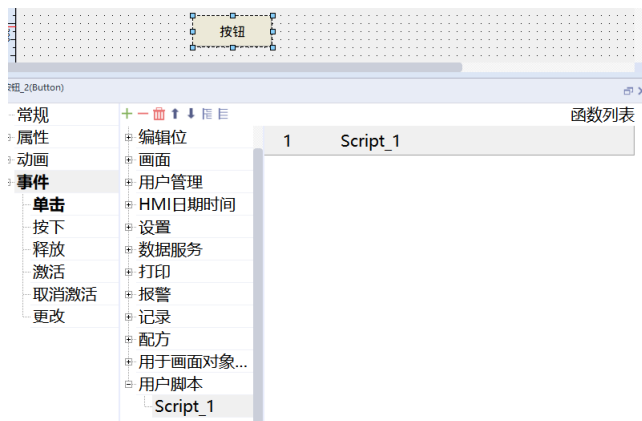 按钮
钮_2(Button)
常规
函数列表
属性
编辑位
1 Script_1
动画
画面
事件
用户管理
单击
HMI日期时间
按下
设置
释放
数据服务
激活
打印
取消激活
报警
更改
记录
配方
用于画面对象...
用户脚本
Script_1